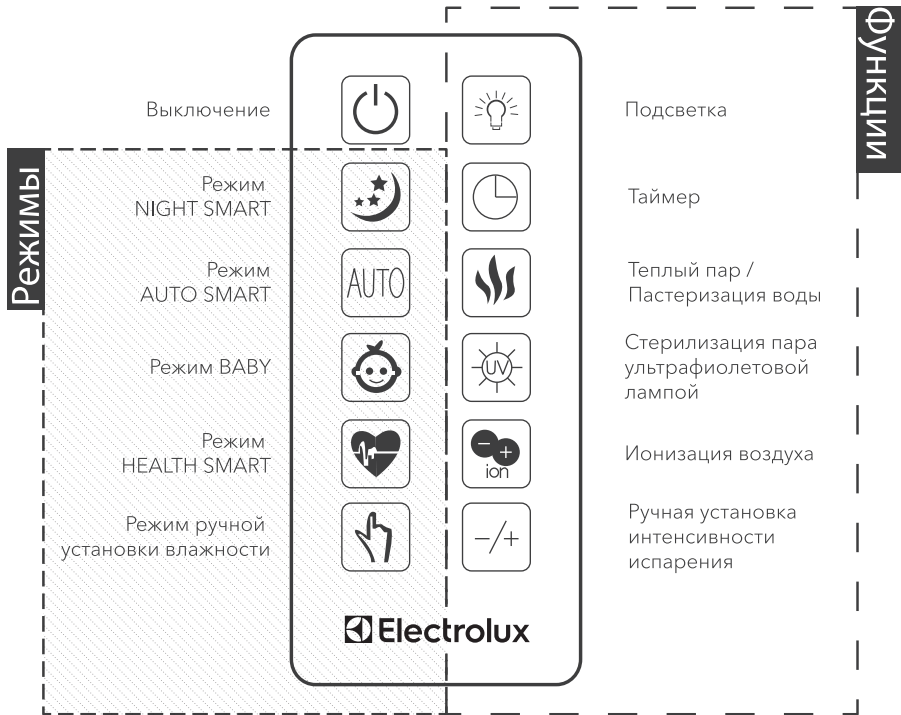 Функции
Выключение
Подсветка
Режимы
Режим
NIGHT SMART
Таймер
Режим
AUTO SMART
AUTO
Теплый пар /
Пастеризация воды
Режим BABY
UV
Стерилизация пара
ультрафиолетовой
лампой
Режим
HEALTH SMART
− +
ion
Ионизация воздуха
Режим ручной
установки влажности
−/+
Ручная установка
интенсивности
испарения
Electrolux